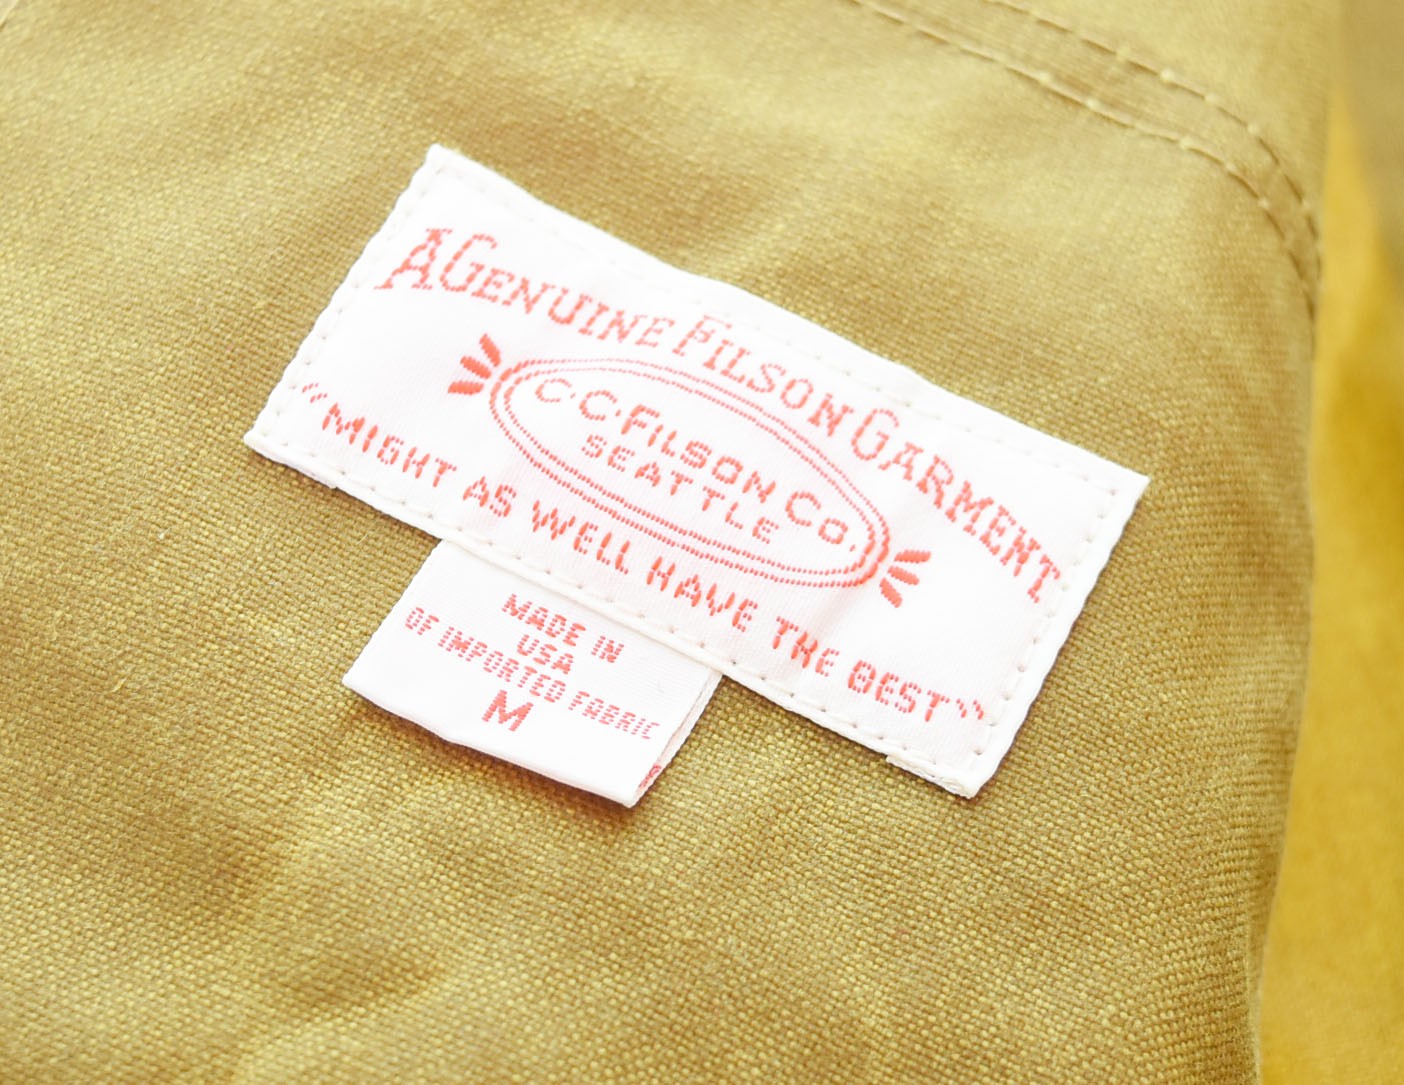 A GENUINE FILSON GARMENT
C.C. FILSON CO.
SEATTLE
"MIGHT AS WELL HAVE THE BEST"
MADE IN
USA
OF IMPORTED FABRIC
M